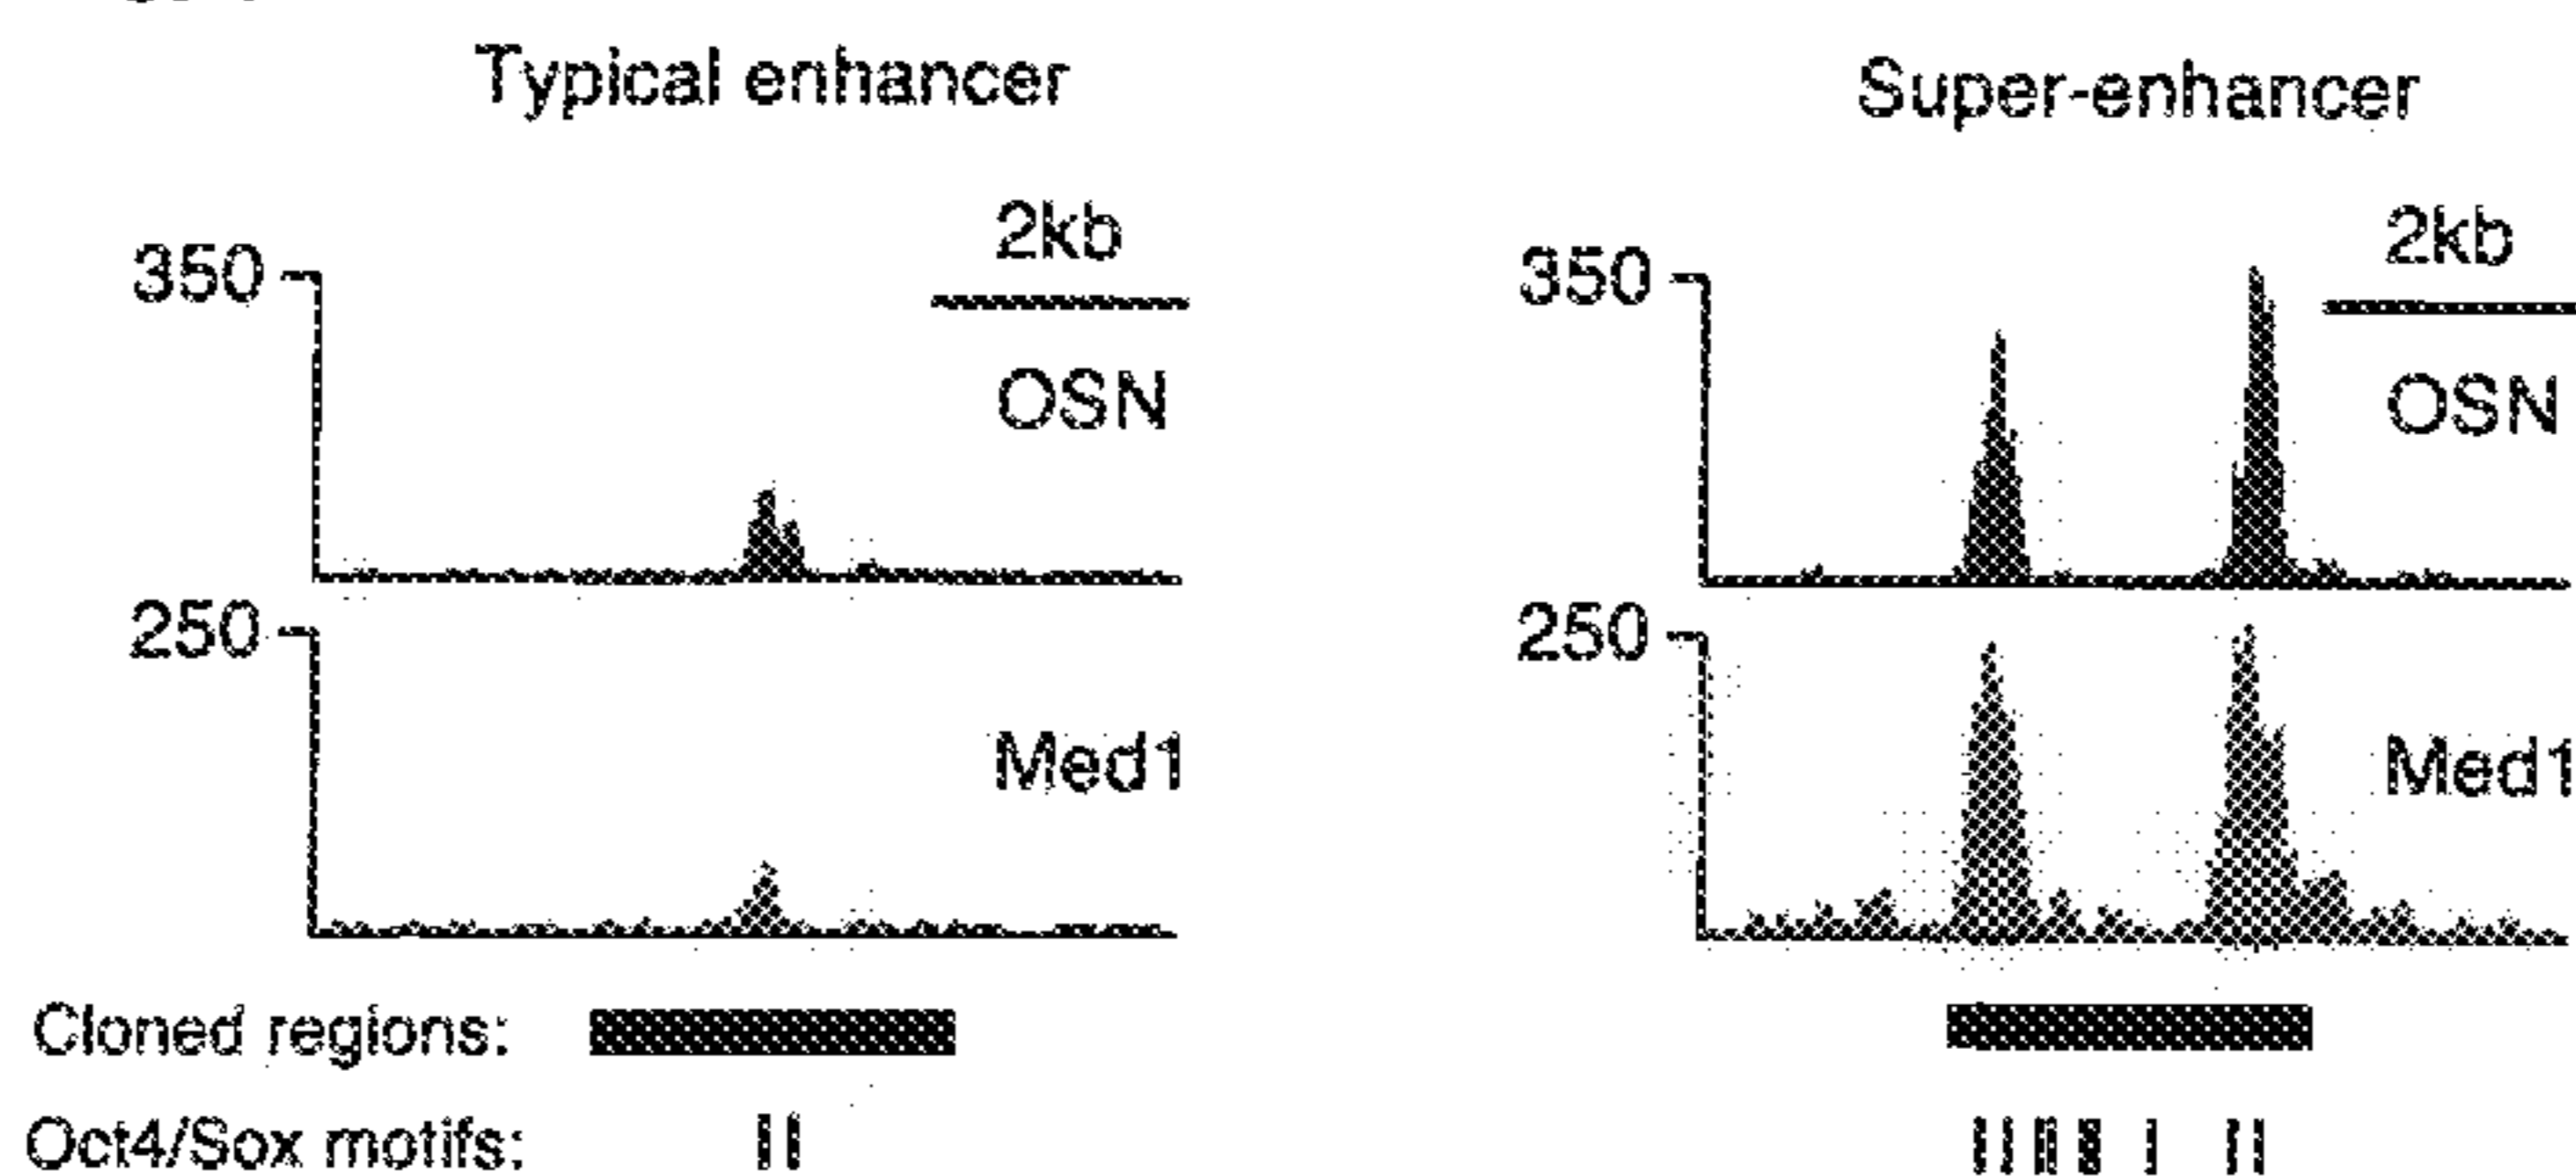 Typical enhancer
Super-enhancer
350
2kb
OSN
350
2kb
OSN
250
Med1
250
Med1
Cloned regions:
Oct4/Sox motifs: